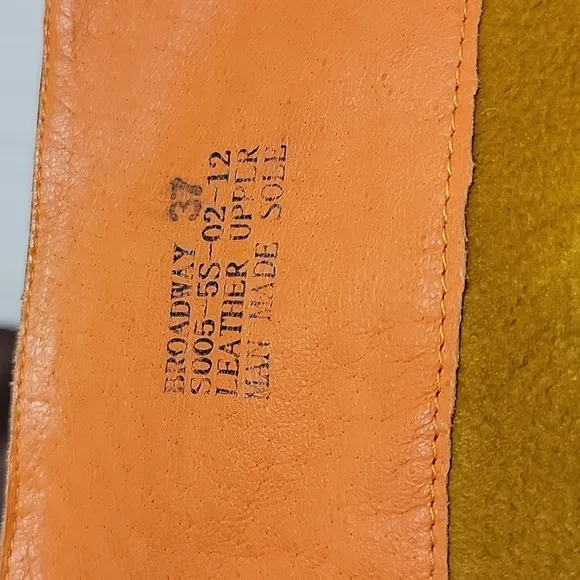 BROADWAY 37
S005-5S-02-12
LEATHER UPPER
MAN MADE SOLE